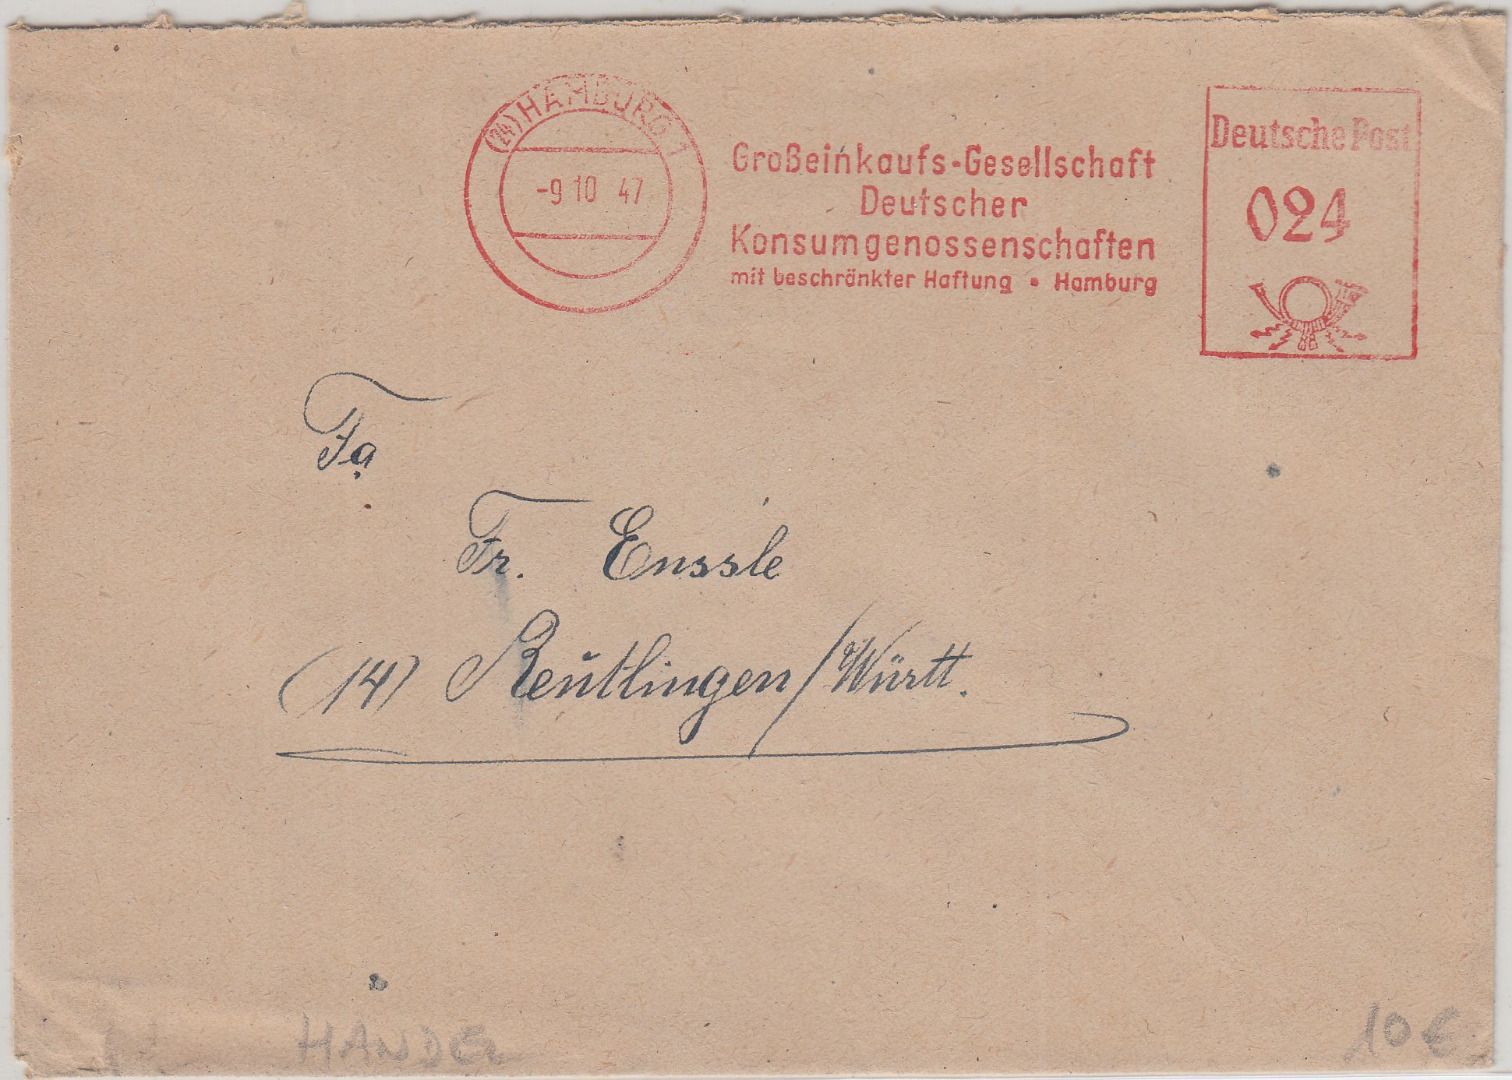 (24) HAMBURG 1
-9 10 47
Großeinkaufs-Gesellschaft
Deutscher
Konsumgenossenschaften
mit beschränkter Haftung • Hamburg
Deutsche Post
024
Fa
Fr. Enssle
(14) Reutlingen/Württ.
HANDEL
10 €